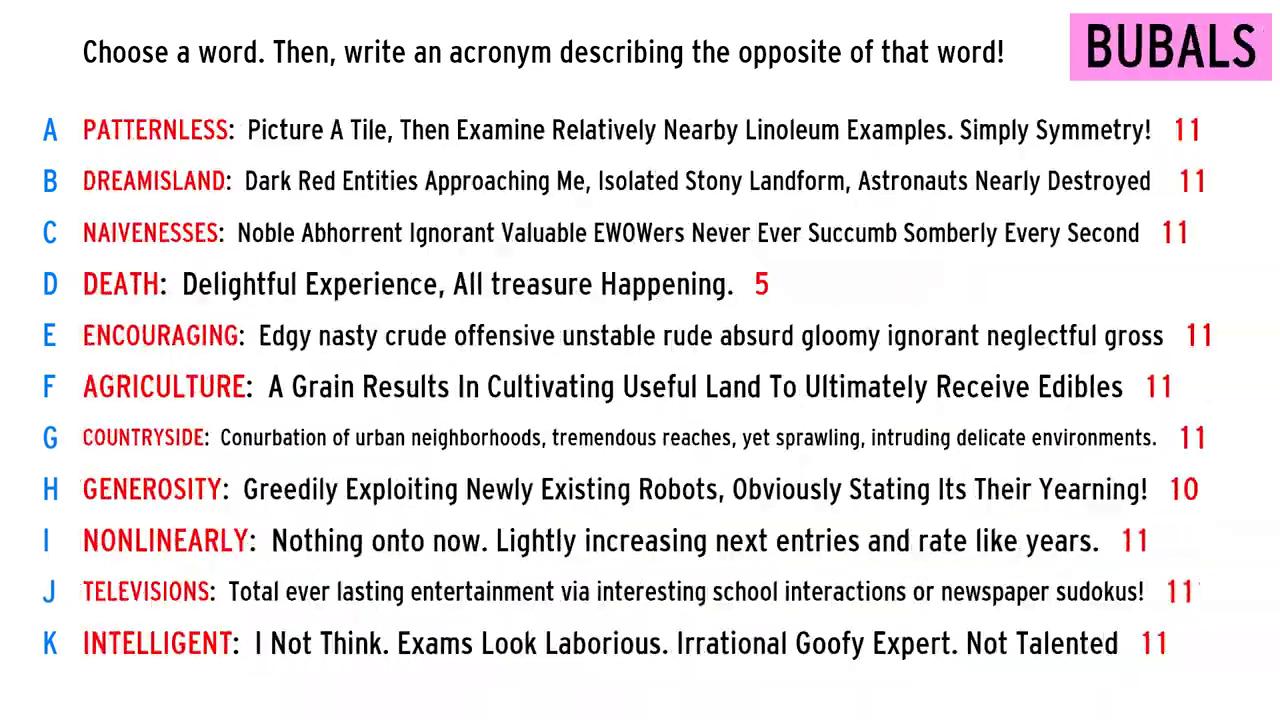 Choose a word. Then, write an acronym describing the opposite of that word!
BUBALS
A PATTERNLESS: Picture A Tile, Then Examine Relatively Nearby Linoleum Examples. Simply Symmetry! 11
B DREAMISLAND: Dark Red Entities Approaching Me, Isolated Stony Landform, Astronauts Nearly Destroyed 11
C NAIVENESSES: Noble Abhorrent Ignorant Valuable EWOWers Never Ever Succumb Somberly Every Second 11
D DEATH: Delightful Experience, All treasure Happening. 5
E ENCOURAGING: Edgy nasty crude offensive unstable rude absurd gloomy ignorant neglectful gross 11
F AGRICULTURE: A Grain Results In Cultivating Useful Land To Ultimately Receive Edibles 11
G COUNTRYSIDE: Conurbation of urban neighborhoods, tremendous reaches, yet sprawling, intruding delicate environments. 11
H GENEROSITY: Greedily Exploiting Newly Existing Robots, Obviously Stating Its Their Yearning! 10
I NONLINEARLY: Nothing onto now. Lightly increasing next entries and rate like years. 11
J TELEVISIONS: Total ever lasting entertainment via interesting school interactions or newspaper sudokus! 11
K INTELLIGENT: I Not Think. Exams Look Laborious. Irrational Goofy Expert. Not Talented 11